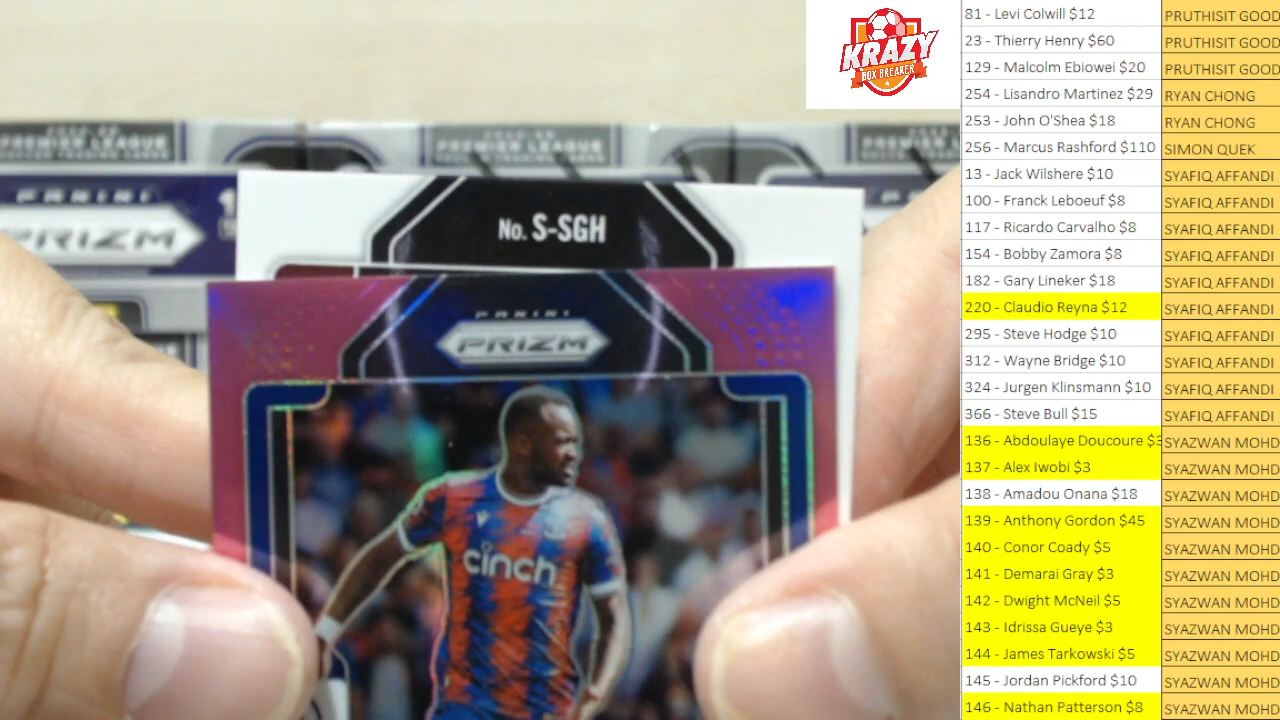 KRAZY
BOX BREAKER
PREMIER LEAGUE
SOCCER TRADING CARDS
PREMIER LEAGUE
PANINI
PRIZM
No. S-SGH
PANINI
PRIZM
cinch
81 - Levi Colwill $12 PRUTHISIT GOOD
23 - Thierry Henry $60 PRUTHISIT GOOD
129 - Malcolm Ebiowei $20 PRUTHISIT GOOD
254 - Lisandro Martinez $29 RYAN CHONG
253 - John O'Shea $18 RYAN CHONG
256 - Marcus Rashford $110 SIMON QUEK
13 - Jack Wilshere $10 SYAFIQ AFFANDI
100 - Franck Leboeuf $8 SYAFIQ AFFANDI
117 - Ricardo Carvalho $8 SYAFIQ AFFANDI
154 - Bobby Zamora $8 SYAFIQ AFFANDI
182 - Gary Lineker $18 SYAFIQ AFFANDI
220 - Claudio Reyna $12 SYAFIQ AFFANDI
295 - Steve Hodge $10 SYAFIQ AFFANDI
312 - Wayne Bridge $10 SYAFIQ AFFANDI
324 - Jurgen Klinsmann $10 SYAFIQ AFFANDI
366 - Steve Bull $15 SYAFIQ AFFANDI
136 - Abdoulaye Doucoure $3 SYAZWAN MOHD
137 - Alex Iwobi $3 SYAZWAN MOHD
138 - Amadou Onana $18 SYAZWAN MOHD
139 - Anthony Gordon $45 SYAZWAN MOHD
140 - Conor Coady $5 SYAZWAN MOHD
141 - Demarai Gray $3 SYAZWAN MOHD
142 - Dwight McNeil $5 SYAZWAN MOHD
143 - Idrissa Gueye $3 SYAZWAN MOHD
144 - James Tarkowski $5 SYAZWAN MOHD
145 - Jordan Pickford $10 SYAZWAN MOHD
146 - Nathan Patterson $8 SYAZWAN MOHD